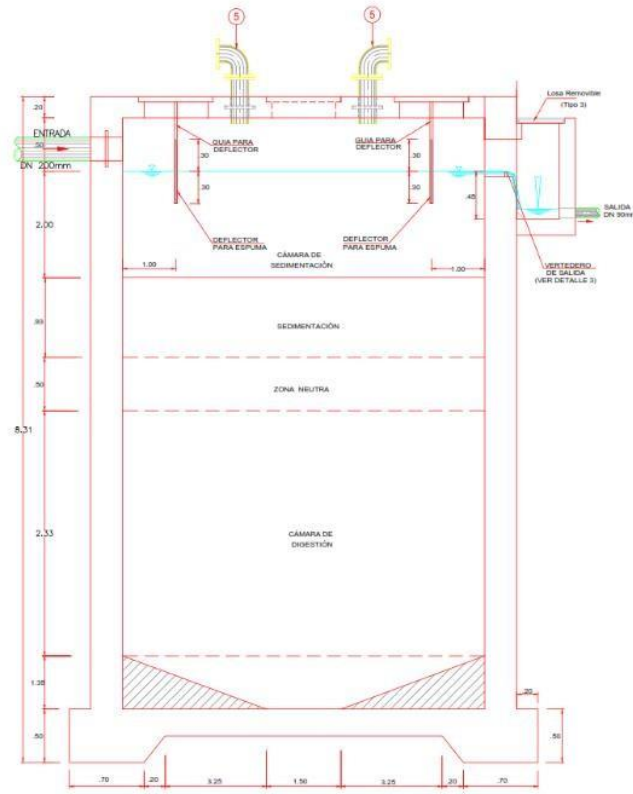 5
5
Losa Removible
(Tipo 3)
.20
ENTRADA
GUIA PARA
DEFLECTOR
.30
GUIA PARA
DEFLECTOR
.30
DN 200mm
.30
.30
.45
SALIDA
DN 90mm
2.00
DEFLECTOR
PARA ESPUMA
DEFLECTOR
PARA ESPUMA
CÁMARA DE
SEDIMENTACIÓN
1.00
1.00
VERTEDERO
DE SALIDA
(VER DETALLE 3)
SEDIMENTACIÓN
.50
ZONA NEUTRA
8.31
2.33
CÁMARA DE
DIGESTIÓN
.20
.50
.50
.70
.20
3.25
1.50
3.25
.20
.70